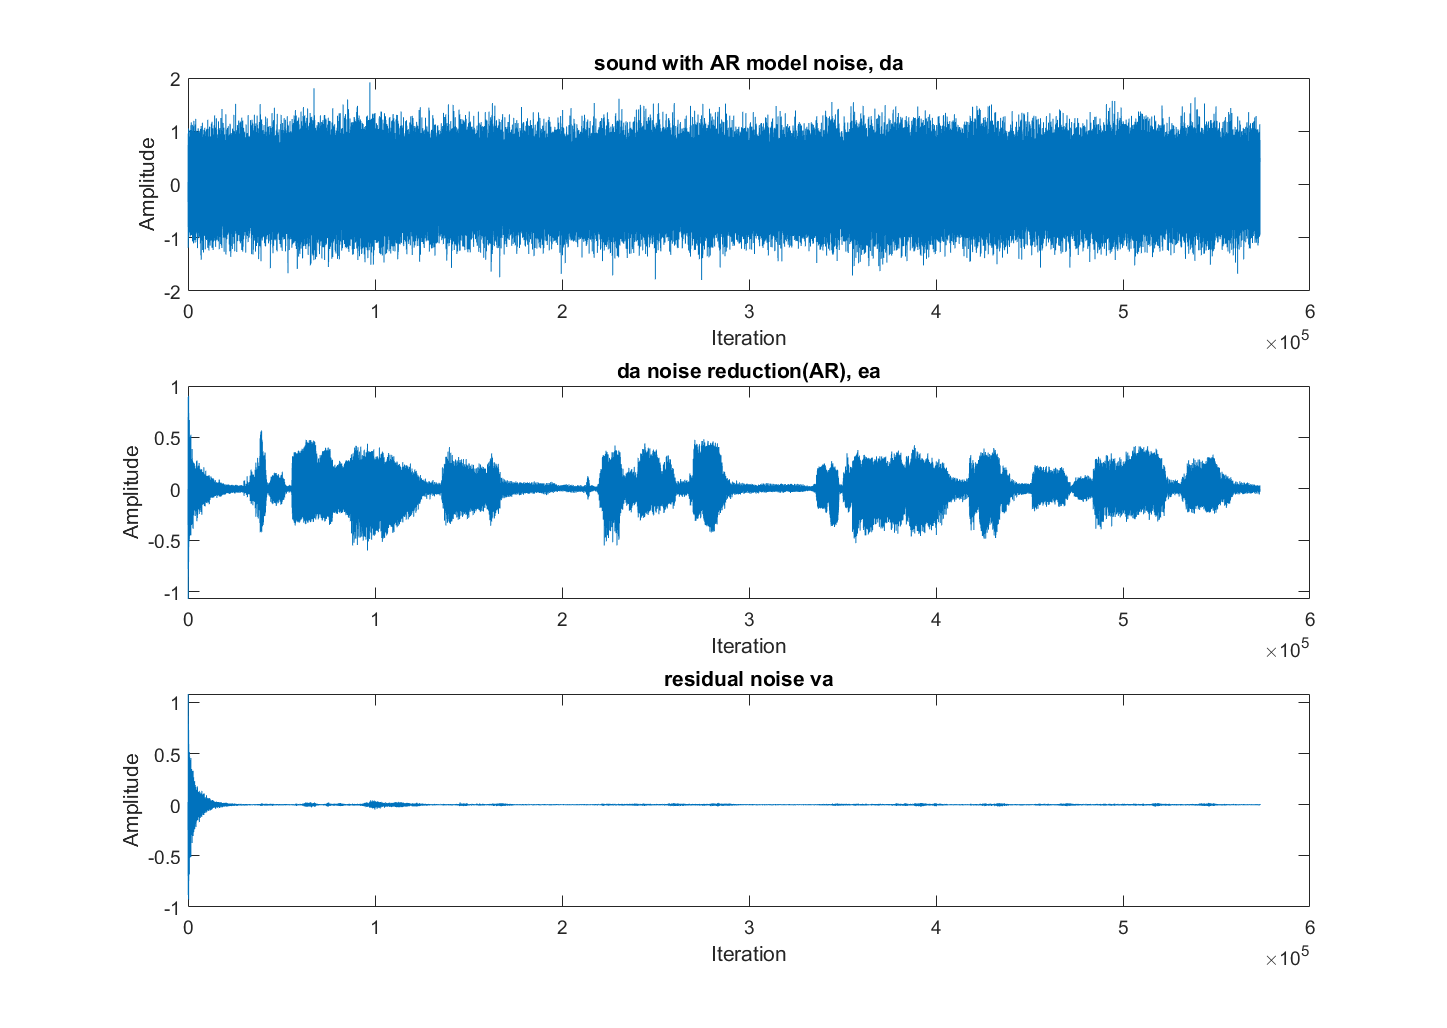 sound with AR model noise, da
2
1
0
-1
-2
Amplitude
0 1 2 3 4 5 6
Iteration
×10^5
da noise reduction(AR), ea
1
0.5
0
-0.5
-1
Amplitude
0 1 2 3 4 5 6
Iteration
×10^5
residual noise va
1
0.5
0
-0.5
-1
Amplitude
0 1 2 3 4 5 6
Iteration
×10^5